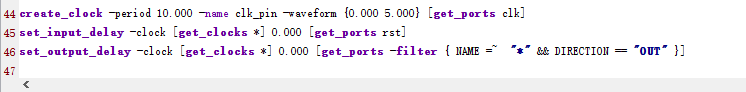 44 create_clock -period 10.000 -name clk_pin -waveform {0.000 5.000} [get_ports clk]
45 set_input_delay -clock [get_clocks *] 0.000 [get_ports rst]
46 set_output_delay -clock [get_clocks *] 0.000 [get_ports -filter { NAME =~  "*" && DIRECTION == "OUT" }]
47